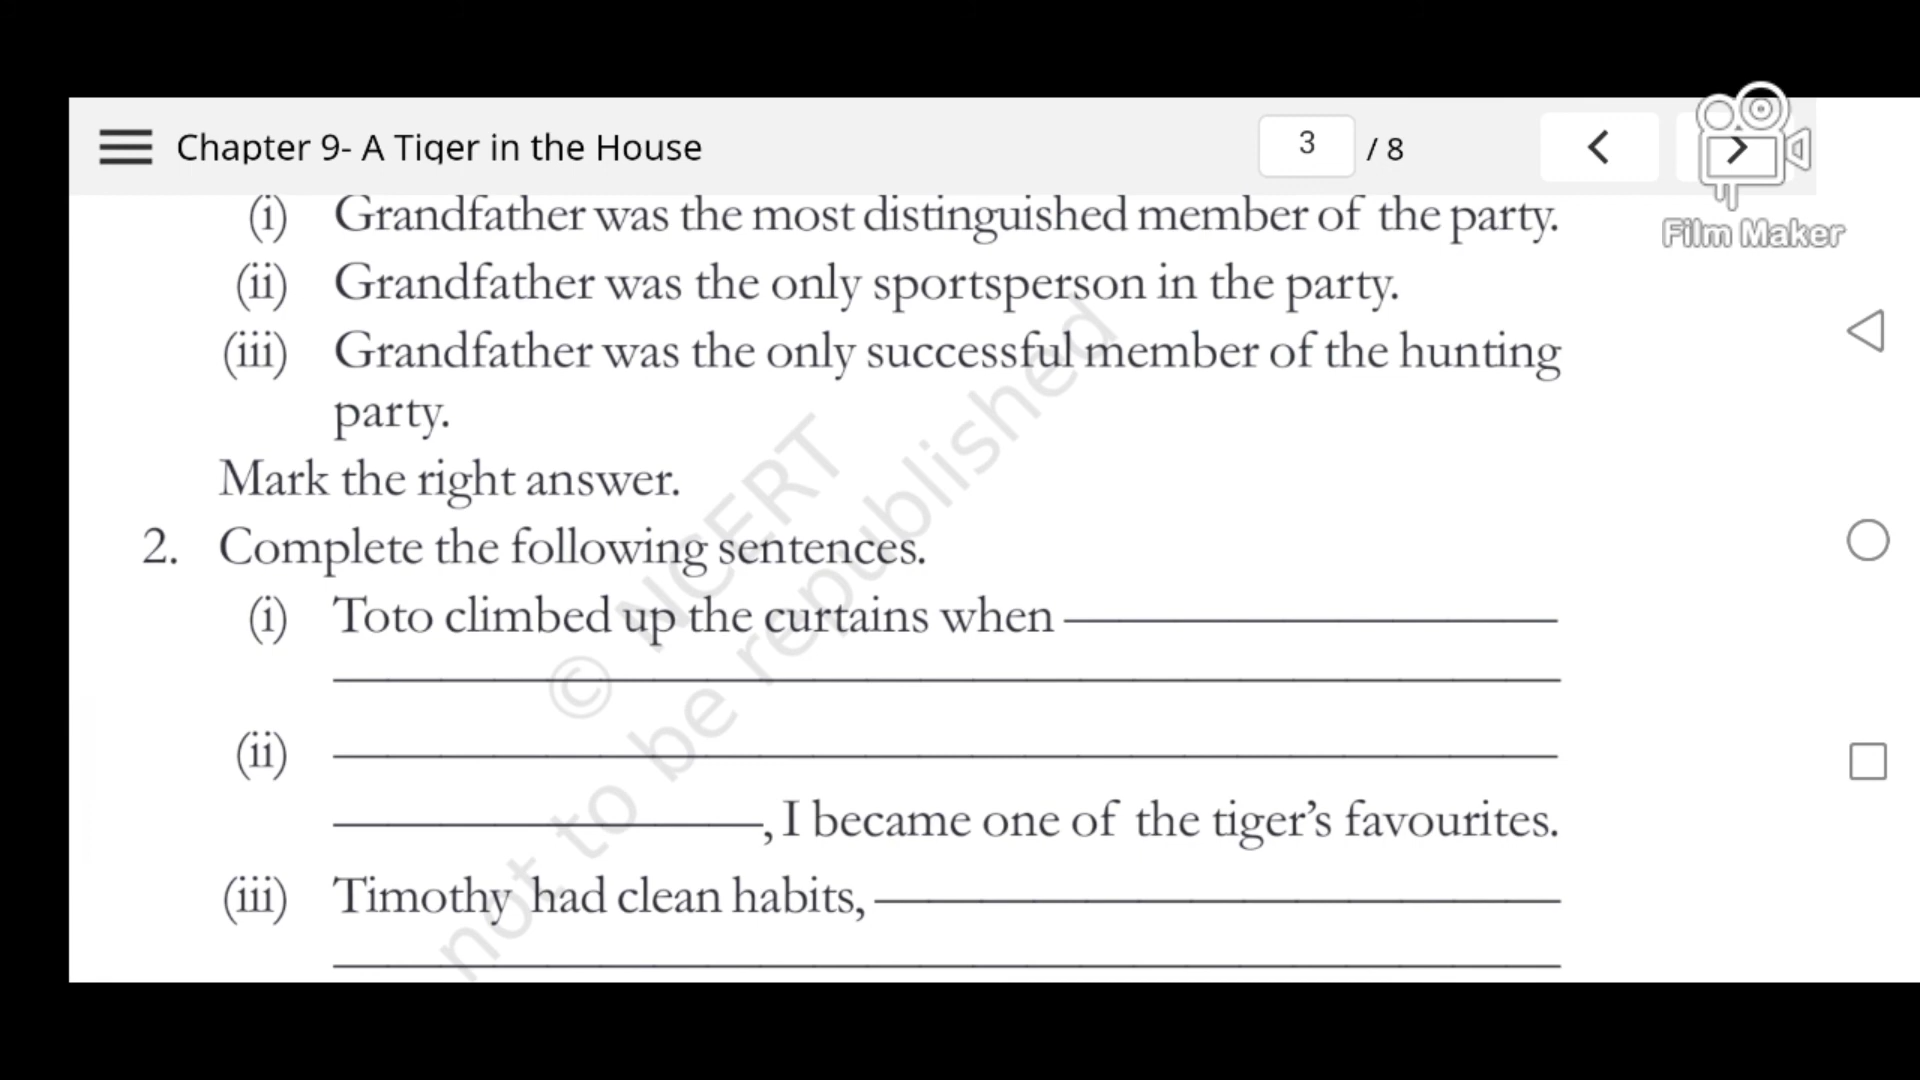 Chapter 9- A Tiger in the House
3 / 8
Film Maker
(i) Grandfather was the most distinguished member of the party.
(ii) Grandfather was the only sportsperson in the party.
(iii) Grandfather was the only successful member of the hunting
party.
Mark the right answer.
2. Complete the following sentences.
(i) Toto climbed up the curtains when
(ii)
, I became one of the tiger's favourites.
(iii) Timothy had clean habits,
© NCERT
not to be republished